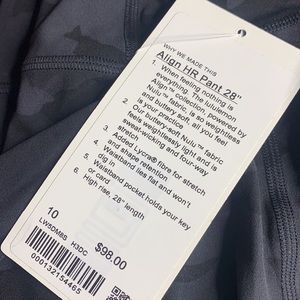 WHY WE MADE THIS
Align HR Pant 28"
1. When feeling nothing is
everything. The lululemon
Align™ collection, powered by
Nulu™ fabric, is so weightless
and buttery soft, all you feel
is your practice
2. Our buttery-soft Nulu™ fabric
feels weightlessly light and is
sweat-wicking and four-way
stretch
3. Added Lycra® fibre for stretch
and shape retention
4. Waistband lies flat and won't
dig in
5. Waistband pocket holds your key
or card
6. High rise, 28" length
10
$98.00
LW5DM8S H3DC
000132154465